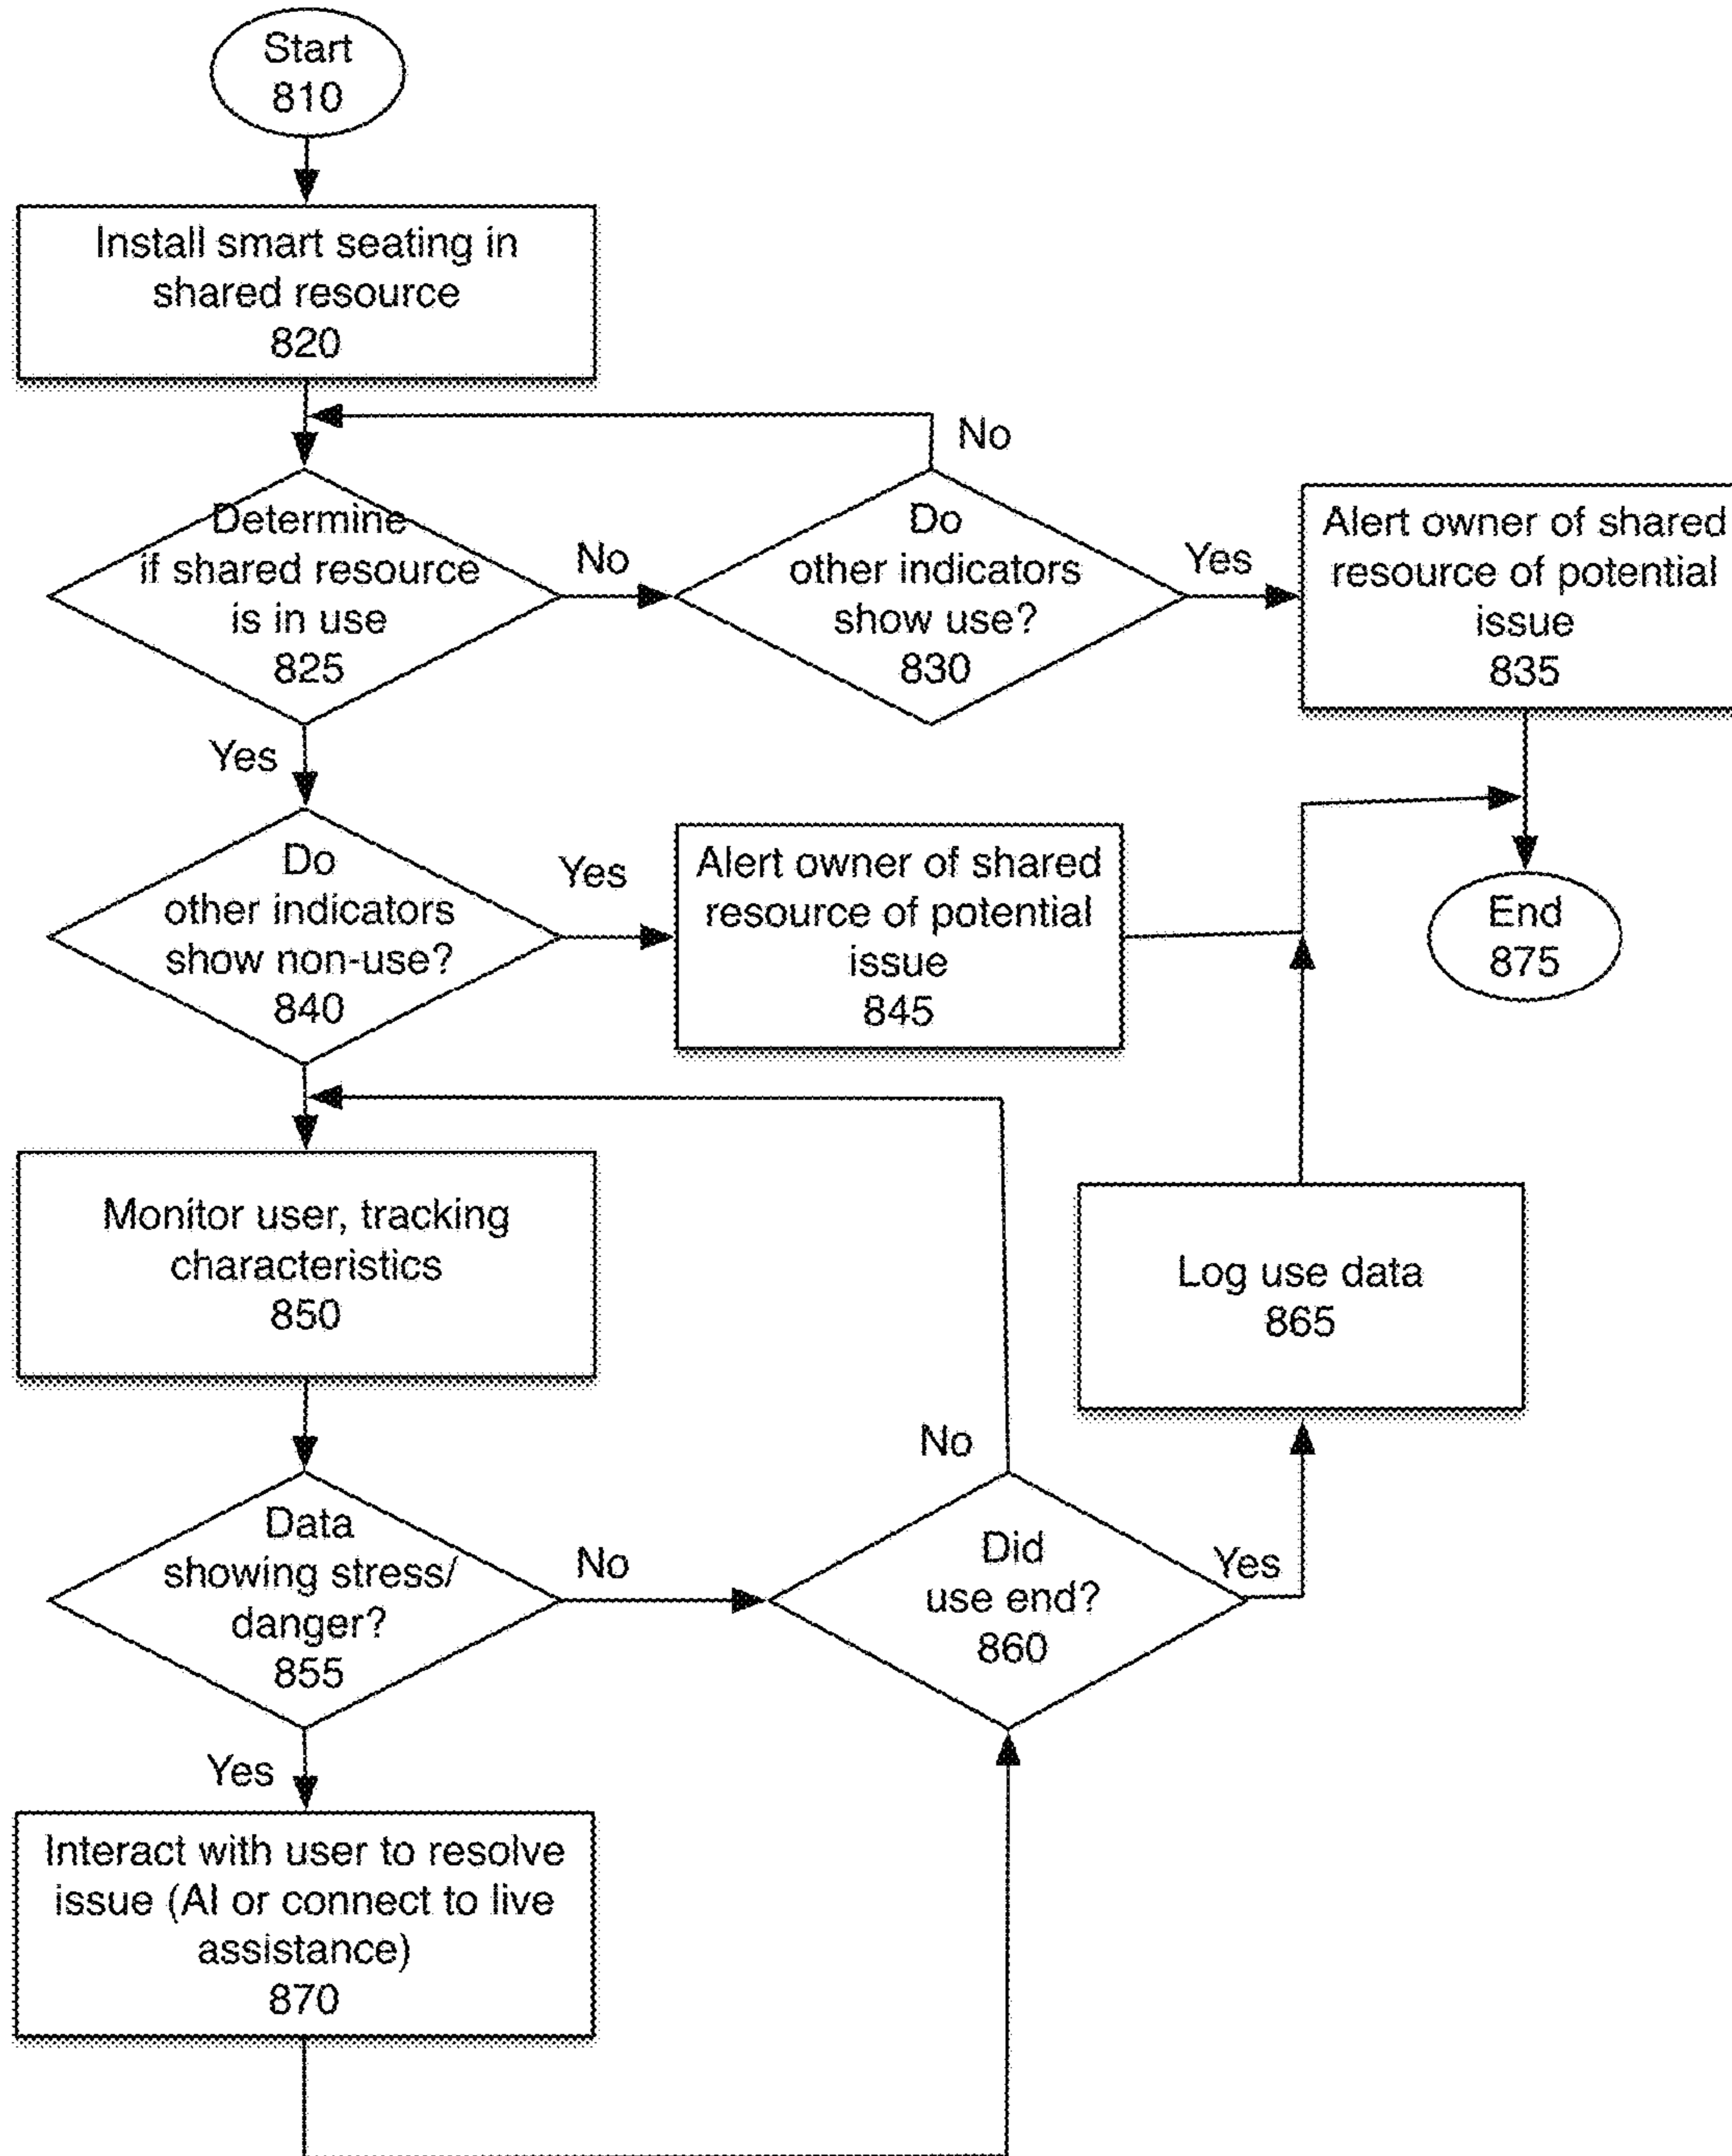 Start
810
Install smart seating in
shared resource
820
No
Determine
if shared resource
is in use
825
No
Do
other indicators
show use?
830
Yes
Alert owner of shared
resource of potential
issue
835
Yes
Do
other indicators
show non-use?
840
Yes
Alert owner of shared
resource of potential
issue
845
End
875
Monitor user, tracking
characteristics
850
Log use data
865
No
Data
showing stress/
danger?
855
No
Did
use end?
860
Yes
Yes
Interact with user to resolve
issue (AI or connect to live
assistance)
870